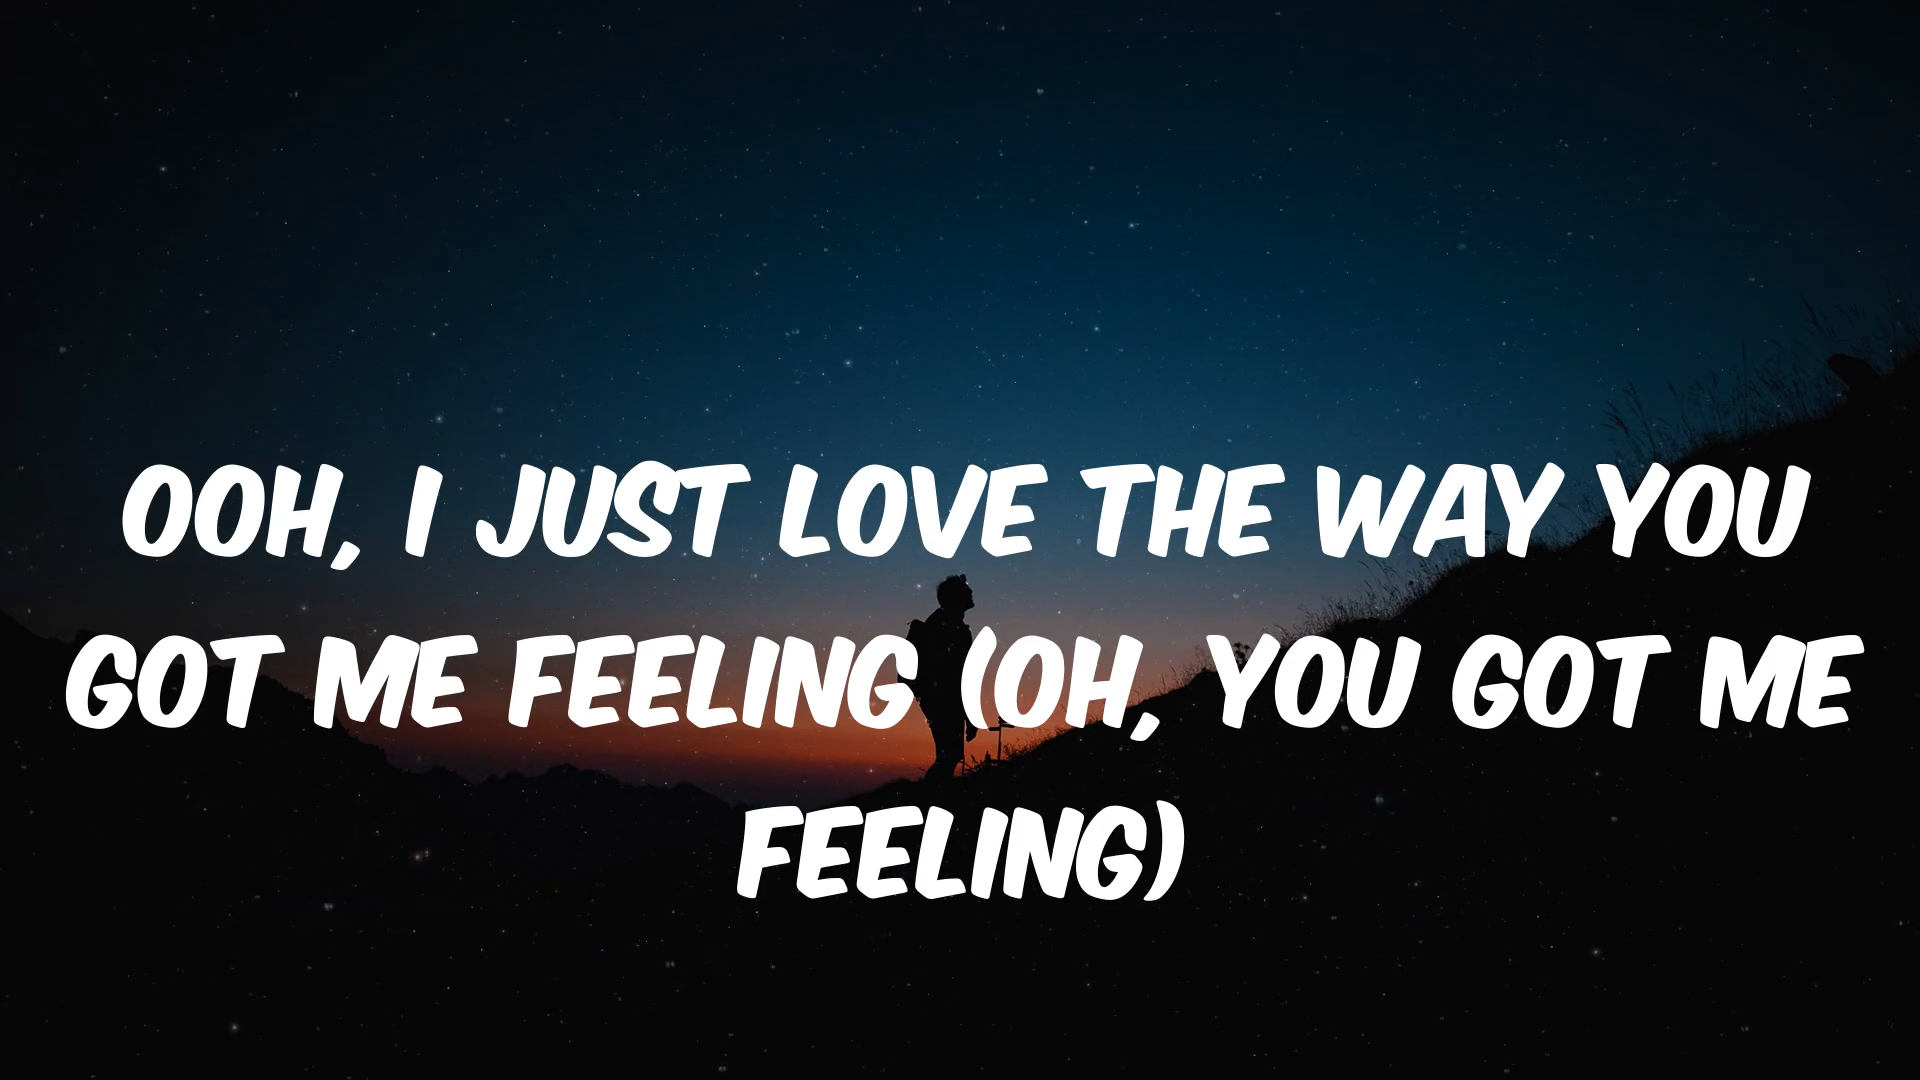 OOH, I JUST LOVE THE WAY YOU
GOT ME FEELING (OH, YOU GOT ME
FEELING)